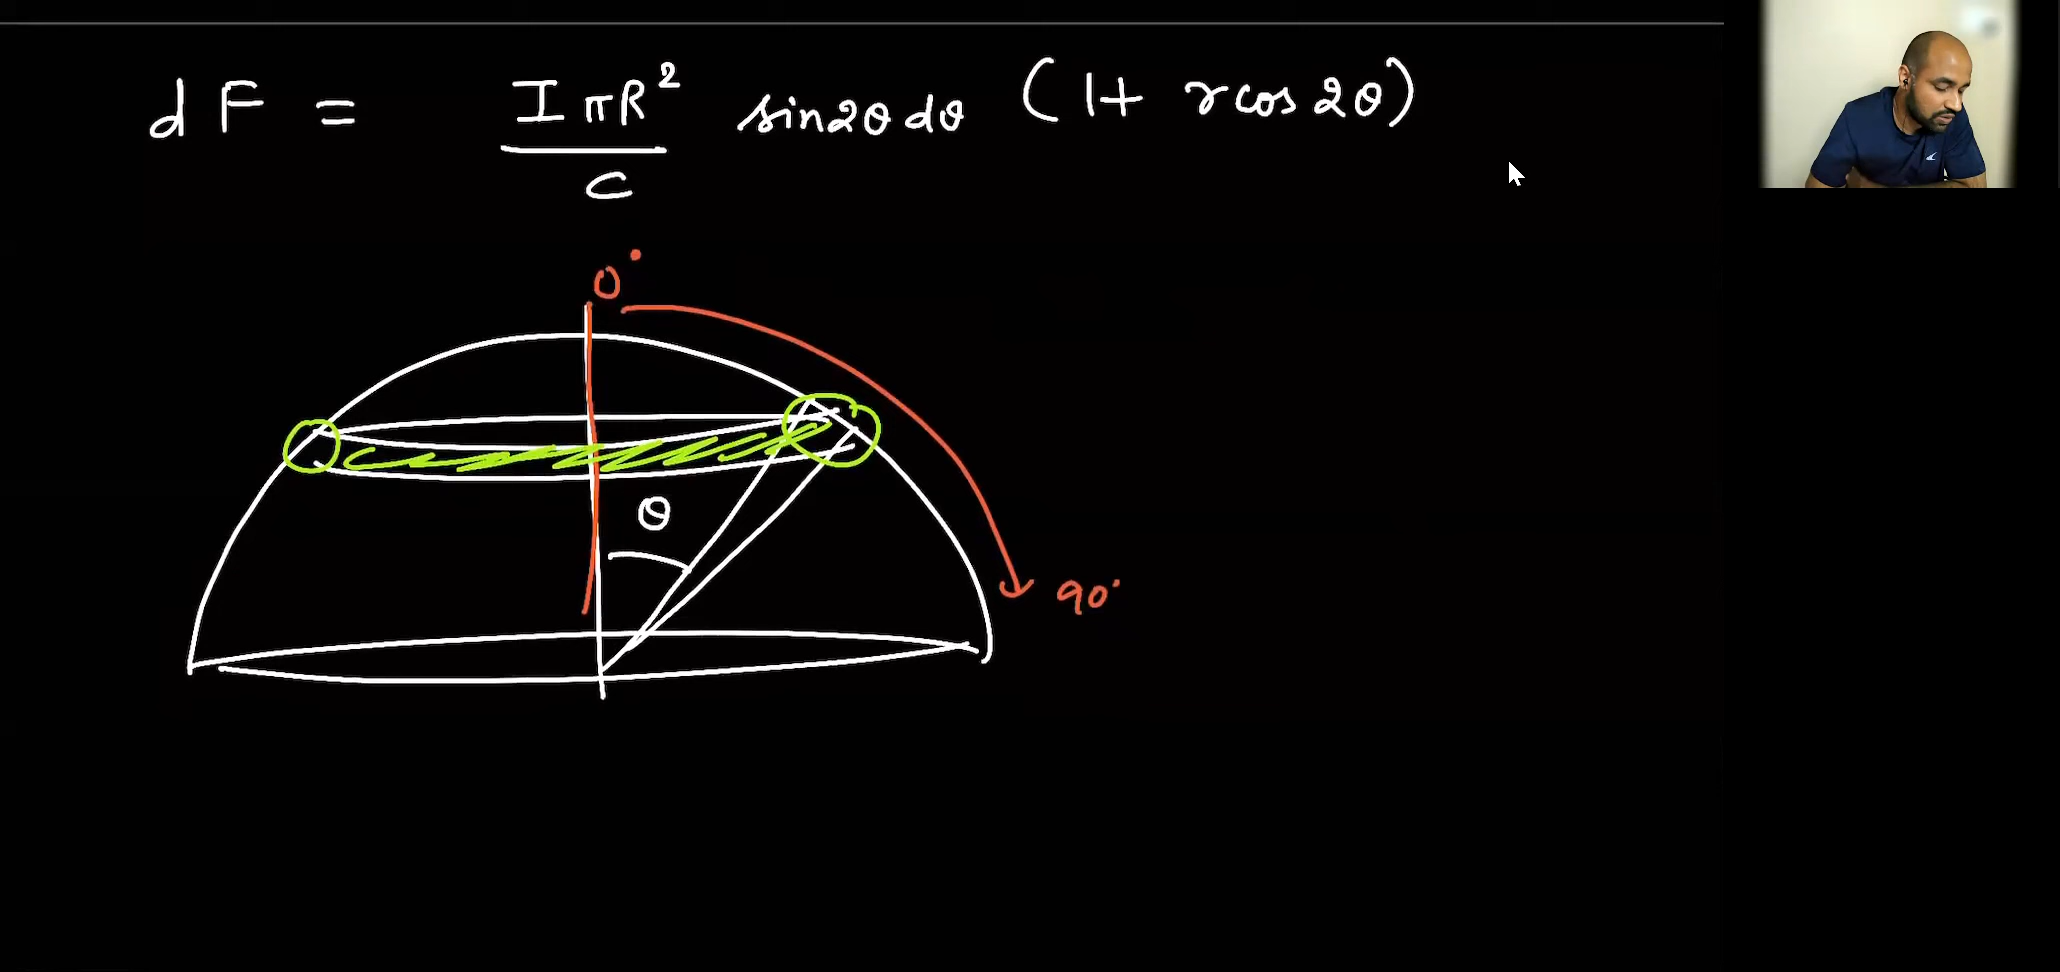 dF = IπR² / c sin2θ dθ (1 + r cos 2θ)
0°
θ
90°